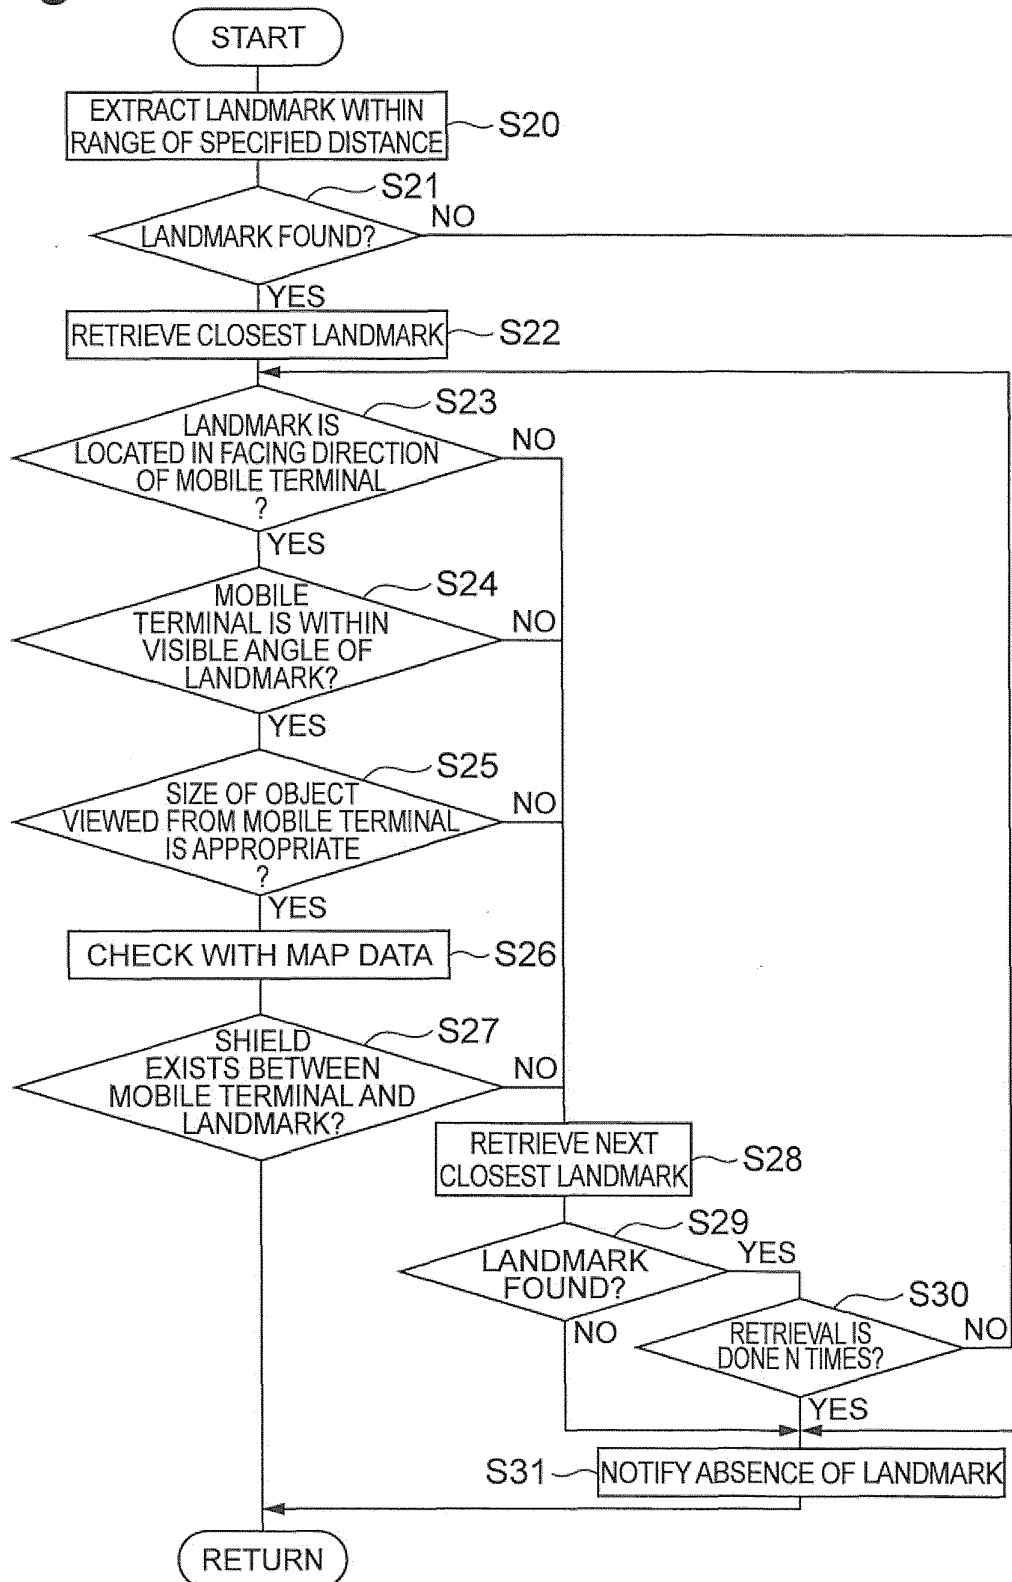 START
EXTRACT LANDMARK WITHIN
RANGE OF SPECIFIED DISTANCE
S20
S21
LANDMARK FOUND?
NO
YES
RETRIEVE CLOSEST LANDMARK
S22
S23
LANDMARK IS
LOCATED IN FACING DIRECTION
OF MOBILE TERMINAL
?
NO
YES
S24
MOBILE
TERMINAL IS WITHIN
VISIBLE ANGLE OF
LANDMARK?
NO
YES
S25
SIZE OF OBJECT
VIEWED FROM MOBILE TERMINAL
IS APPROPRIATE
?
NO
YES
CHECK WITH MAP DATA
S26
S27
SHIELD
EXISTS BETWEEN
MOBILE TERMINAL AND
LANDMARK?
NO
RETRIEVE NEXT
CLOSEST LANDMARK
S28
S29
LANDMARK
FOUND?
YES
NO
S30
RETRIEVAL IS
DONE N TIMES?
NO
YES
S31
NOTIFY ABSENCE OF LANDMARK
RETURN